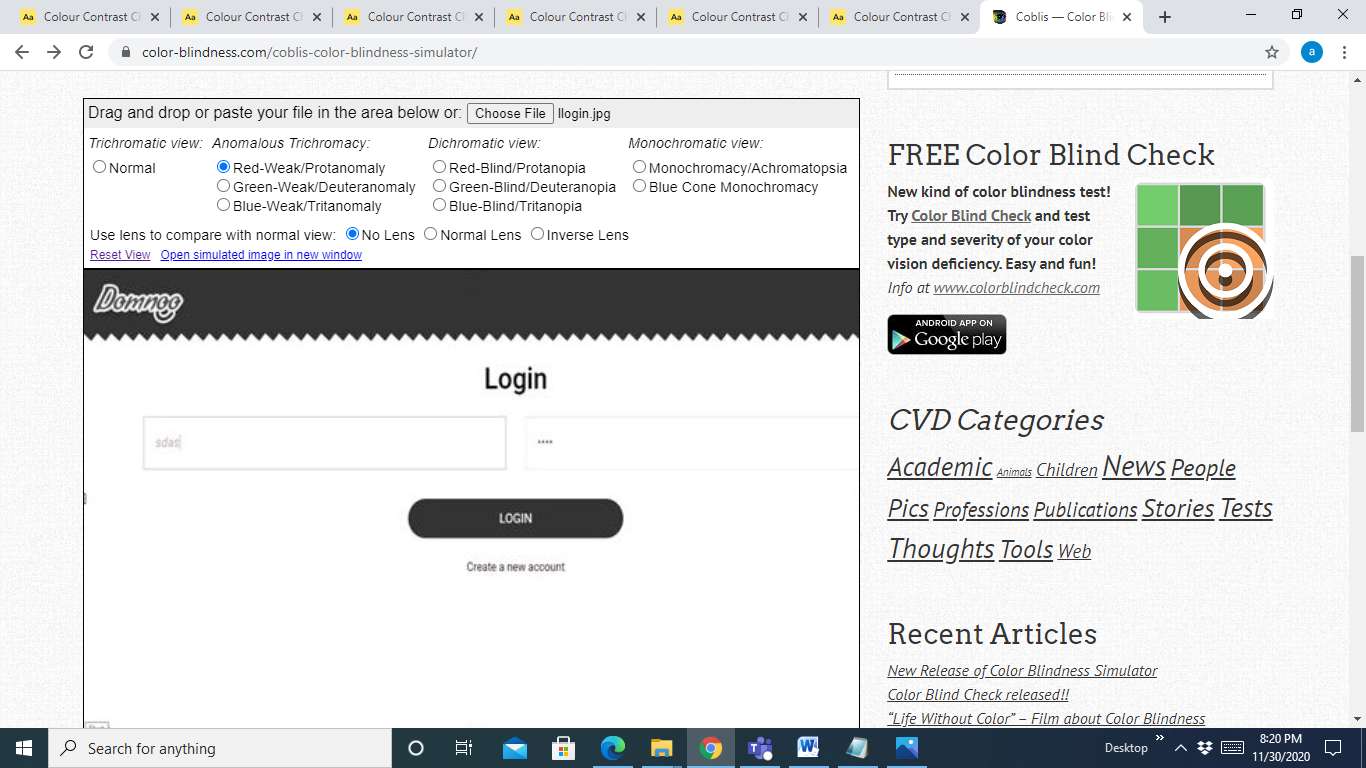 Colour Contrast Ch
Colour Contrast Ch
Colour Contrast Ch
Colour Contrast Ch
Colour Contrast Ch
Colour Contrast Ch
Coblis — Color Blin
color-blindness.com/coblis-color-blindness-simulator/
a
Drag and drop or paste your file in the area below or: Choose File llogin.jpg
Trichromatic view: Anomalous Trichromacy: Dichromatic view: Monochromatic view:
Normal Red-Weak/Protanomaly Red-Blind/Protanopia Monochromacy/Achromatopsia
Green-Weak/Deuteranomaly Green-Blind/Deuteranopia Blue Cone Monochromacy
Blue-Weak/Tritanomaly Blue-Blind/Tritanopia
Use lens to compare with normal view: No Lens Normal Lens Inverse Lens
Reset View Open simulated image in new window
Domngg
Login
sdas
LOGIN
Create a new account
FREE Color Blind Check
New kind of color blindness test!
Try Color Blind Check and test
type and severity of your color
vision deficiency. Easy and fun!
Info at www.colorblindcheck.com
ANDROID APP ON
Google play
CVD Categories
Academic Animals Children News People
Pics Professions Publications Stories Tests
Thoughts Tools Web
Recent Articles
New Release of Color Blindness Simulator
Color Blind Check released!!
“Life Without Color” – Film about Color Blindness
Search for anything
Desktop
8:20 PM
11/30/2020